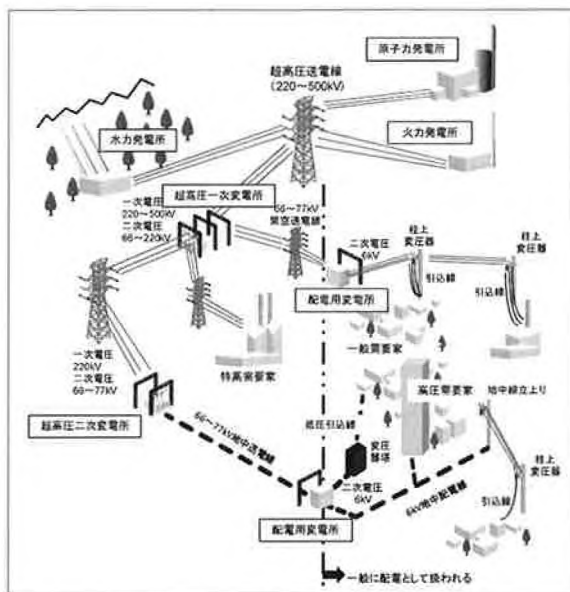 原子力発電所
超高圧送電線
(220~500kV)
水力発電所
火力発電所
超高圧一次変電所
一次電圧
220~500kV
二次電圧
66~220kV
66~77kV
架空送電線
二次電圧
6kV
柱上
変圧器
柱上
変圧器
引込線
引込線
配電用変電所
一般需要家
特高需要家
一次電圧
220kV
二次電圧
66~77kV
高圧需要家
地中線立上り
超高圧二次変電所
66~77kV地中送電線
低圧引込線
変圧
器塔
柱上
変圧器
二次電圧
6kV
6kV地中配電線
引込線
配電用変電所
一般に配電として扱われる